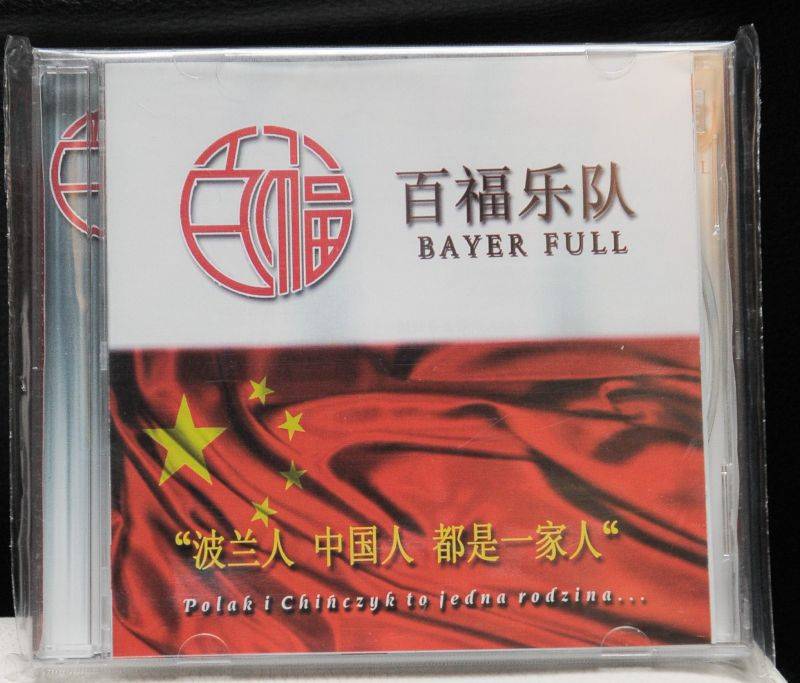 百福
百福乐队
BAYER FULL
L
“波兰人 中国人 都是一家人“
Polak i Chińczyk to jedna rodzina...